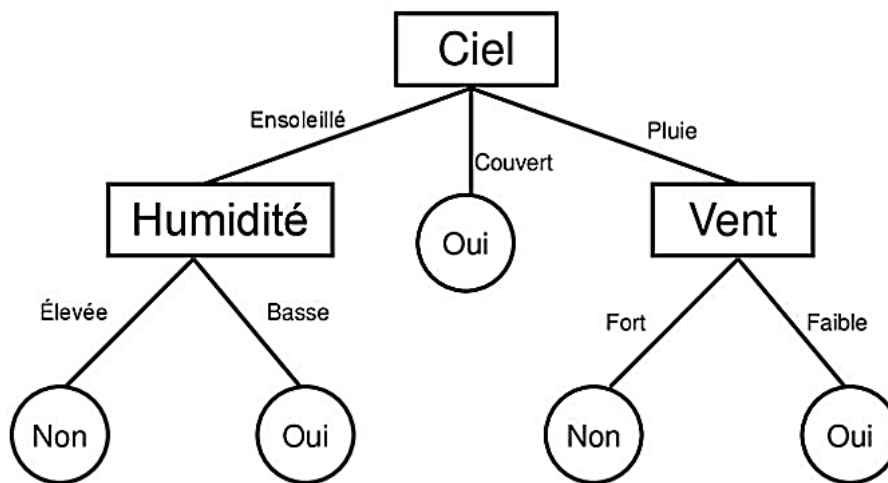 Ciel
Ensoleillé
Couvert
Pluie
Humidité
Oui
Vent
Élevée
Basse
Fort
Faible
Non
Oui
Non
Oui